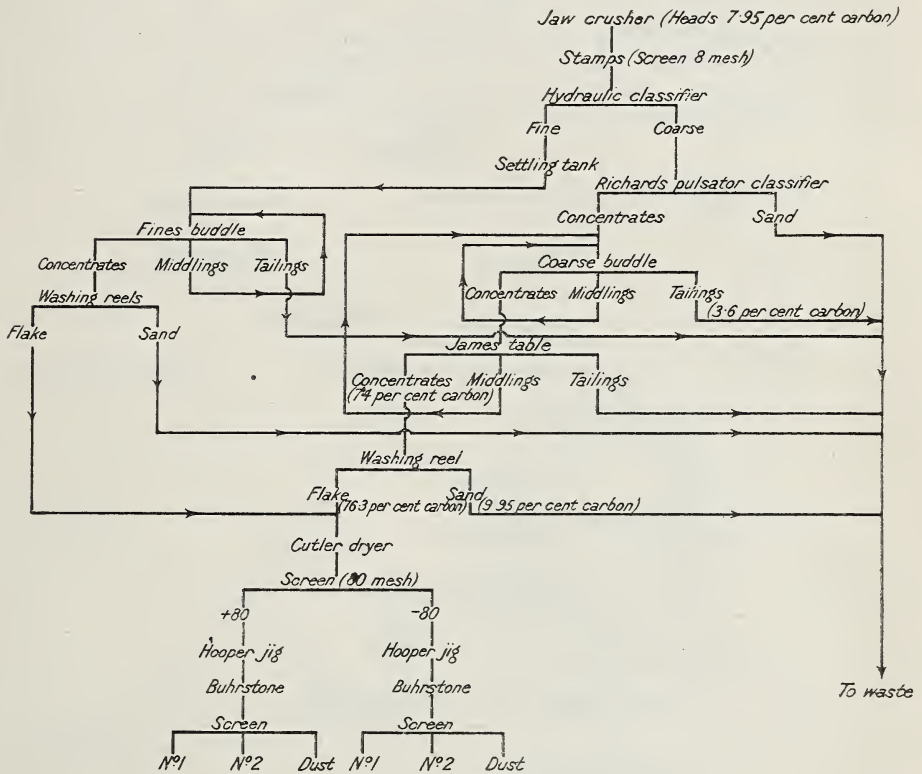 Jaw crusher (Heads 7·95 per cent carbon)
Stamps (Screen 8 mesh)
Hydraulic classifier
Fine Coarse
Settling tank
Richards pulsator classifier
Concentrates Sand
Fines buddle
Concentrates Middlings Tailings
Coarse buddle
Concentrates Middlings Tailings
(3·6 per cent carbon)
Washing reels
Flake Sand
James table
Concentrates Middlings Tailings
(74 per cent carbon)
Washing reel
Flake Sand
(76·3 per cent carbon) (9·95 per cent carbon)
Cutler dryer
Screen (80 mesh)
+80 -80
Hooper jig Hooper jig
Buhrstone Buhrstone
To waste
Screen Screen
Nº1 Nº2 Dust Nº1 Nº2 Dust